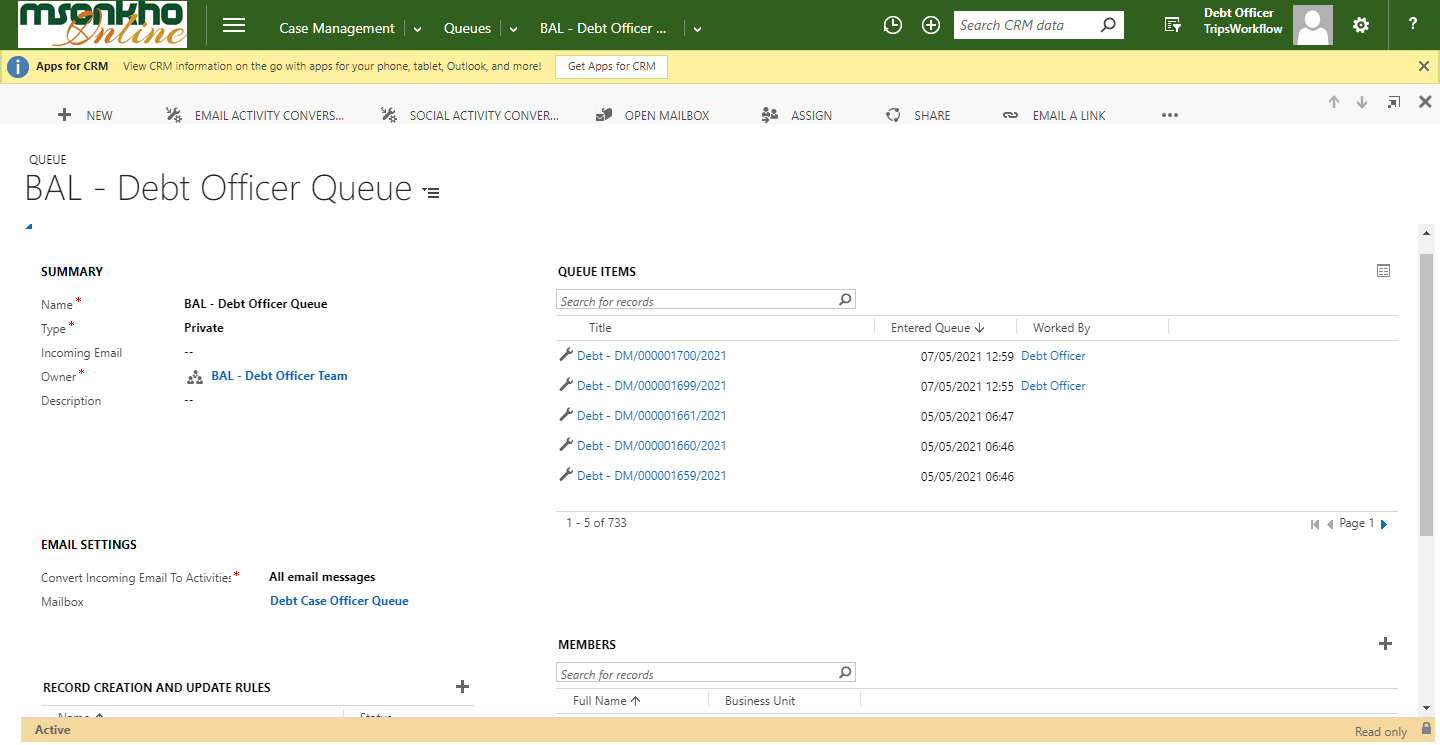 msonkho
Online
Case Management
Queues
BAL - Debt Officer ...
Search CRM data
Debt Officer
TripsWorkflow
?
i
Apps for CRM
View CRM information on the go with apps for your phone, tablet, Outlook, and more!
Get Apps for CRM
NEW
EMAIL ACTIVITY CONVERS...
SOCIAL ACTIVITY CONVER...
OPEN MAILBOX
ASSIGN
SHARE
EMAIL A LINK
QUEUE
BAL - Debt Officer Queue
SUMMARY
Name *
BAL - Debt Officer Queue
Type *
Private
Incoming Email
--
Owner *
BAL - Debt Officer Team
Description
--
QUEUE ITEMS
Search for records
Title Entered Queue Worked By
Debt - DM/000001700/2021 07/05/2021 12:59 Debt Officer
Debt - DM/000001699/2021 07/05/2021 12:55 Debt Officer
Debt - DM/000001661/2021 05/05/2021 06:47
Debt - DM/000001660/2021 05/05/2021 06:46
Debt - DM/000001659/2021 05/05/2021 06:46
1 - 5 of 733
Page 1
EMAIL SETTINGS
Convert Incoming Email To Activities *
All email messages
Mailbox
Debt Case Officer Queue
MEMBERS
Search for records
Full Name Business Unit
RECORD CREATION AND UPDATE RULES
Name Status
Active
Read only